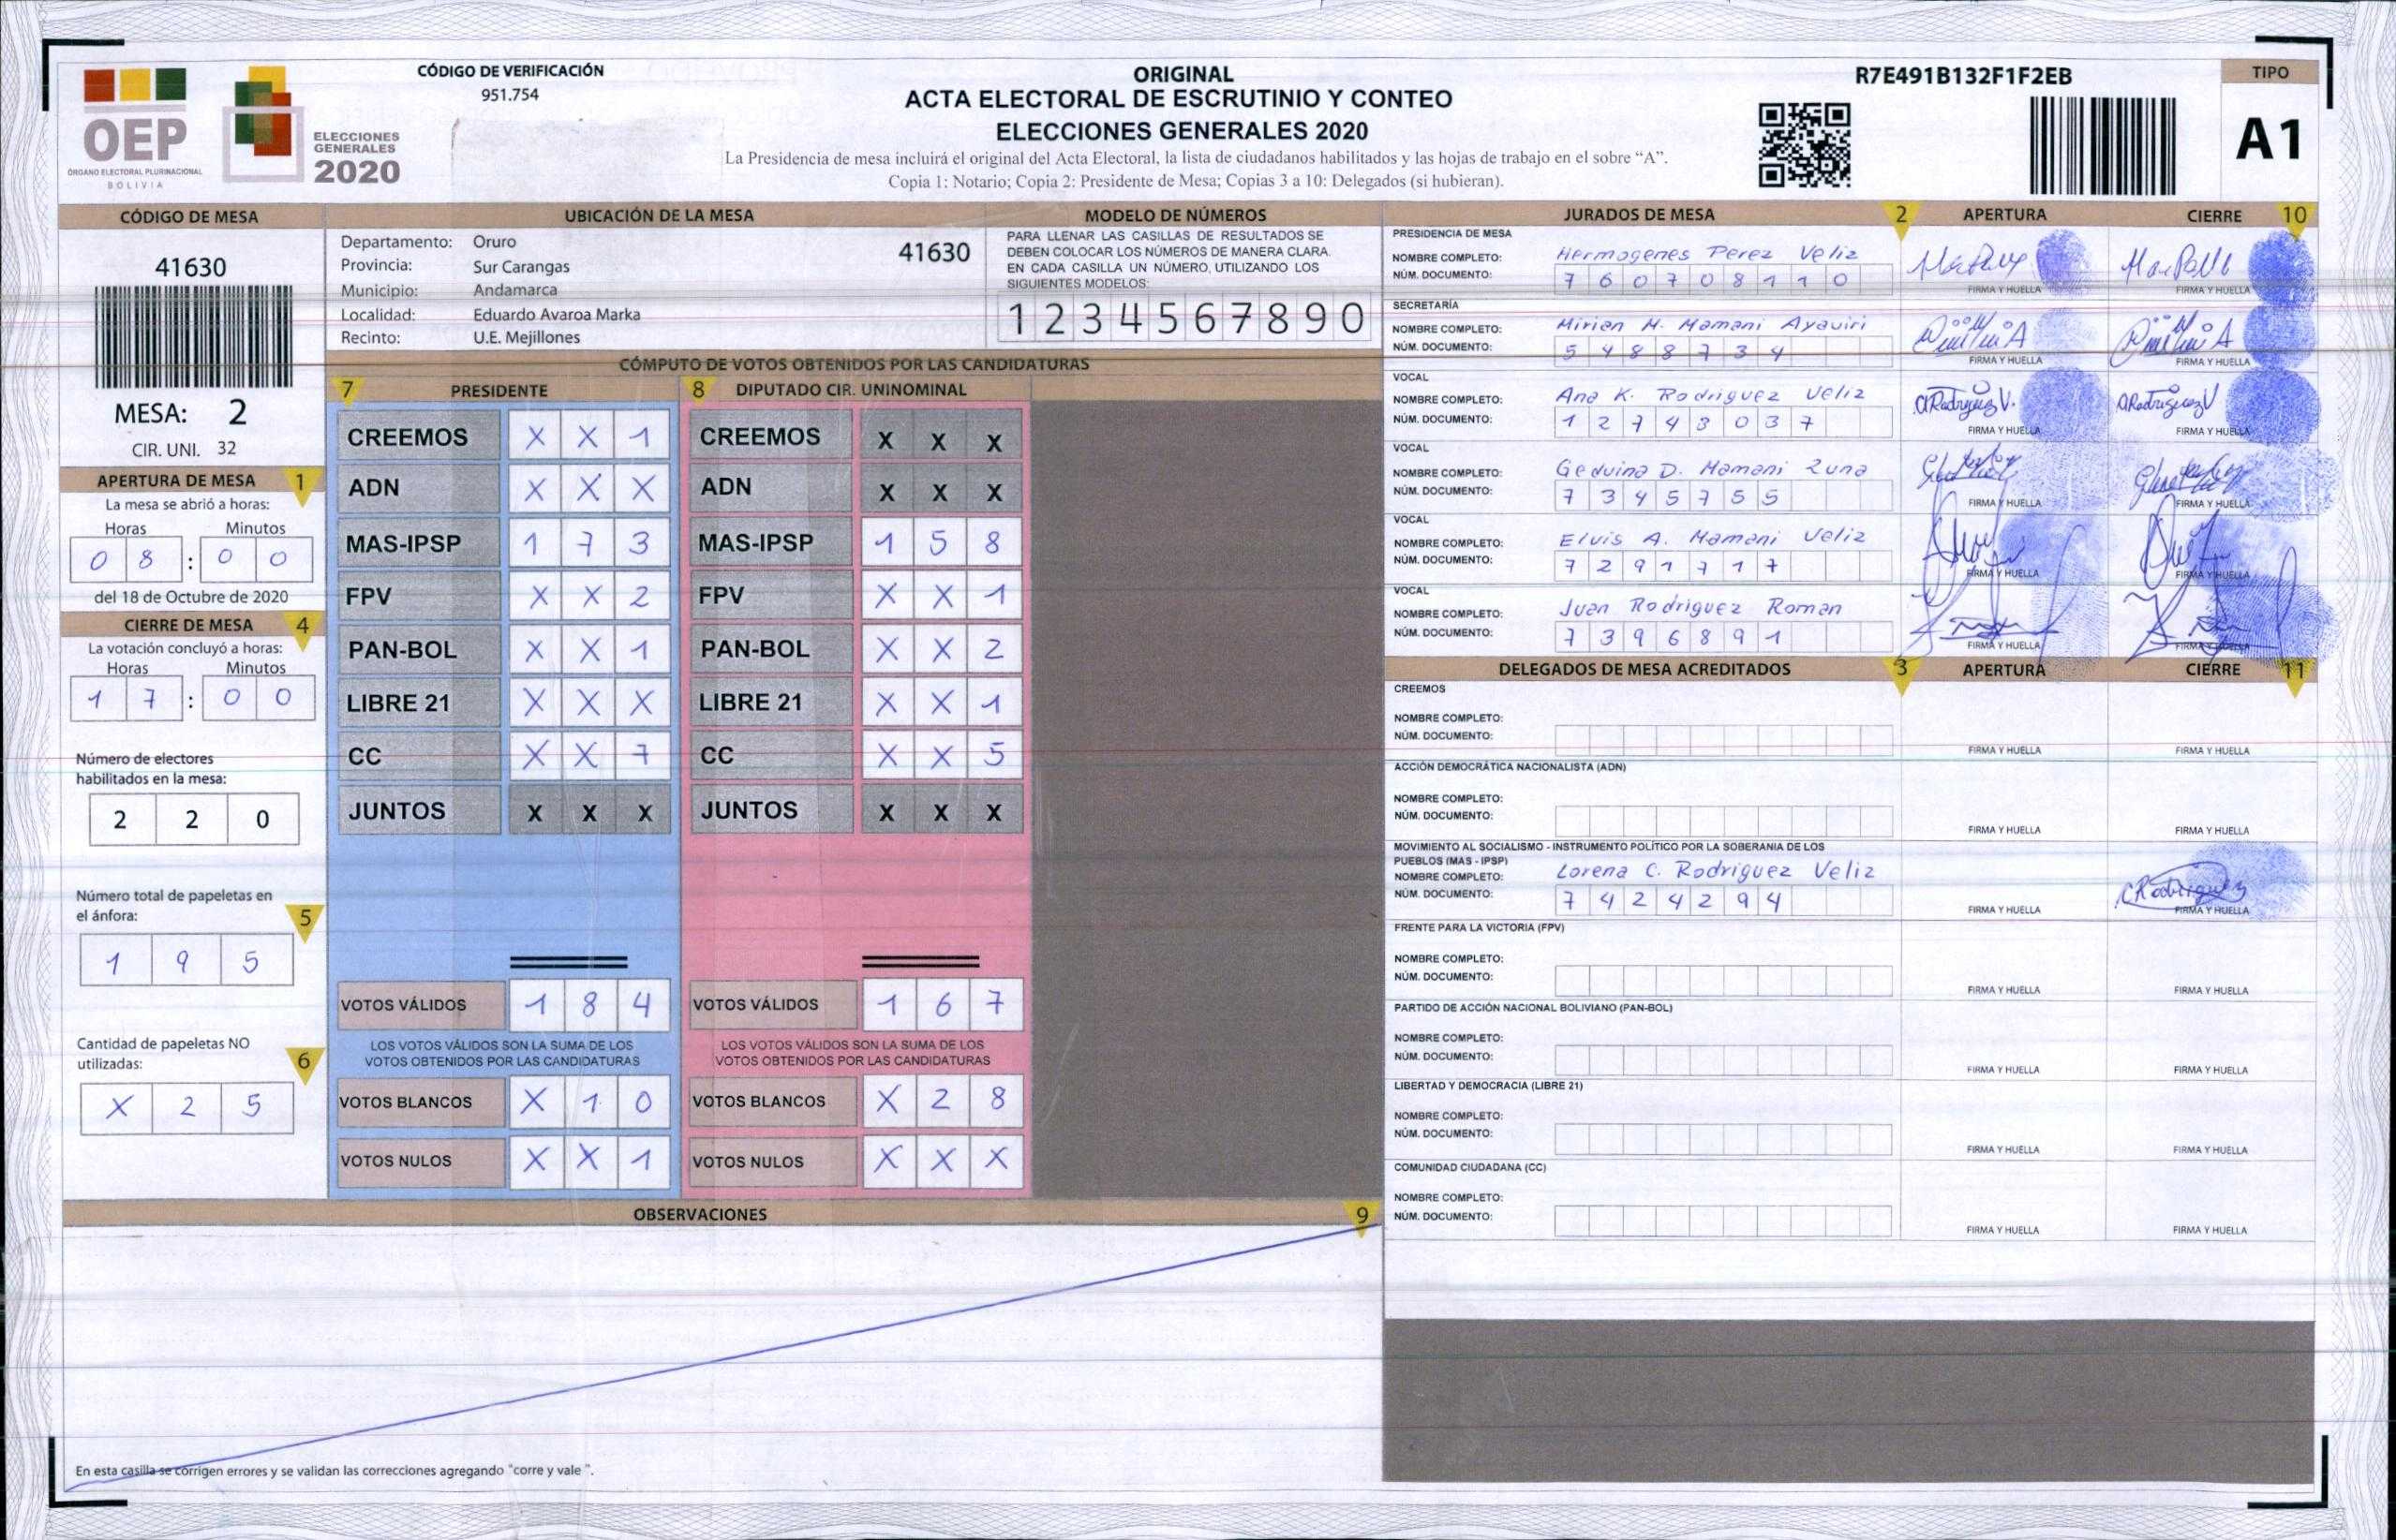 CÓDIGO DE VERIFICACIÓN
951.754
OEP
ÓRGANO ELECTORAL PLURINACIONAL
BOLIVIA
ELECCIONES
GENERALES
2020
ORIGINAL
ACTA ELECTORAL DE ESCRUTINIO Y CONTEO
ELECCIONES GENERALES 2020
La Presidencia de mesa incluirá el original del Acta Electoral, la lista de ciudadanos habilitados y las hojas de trabajo en el sobre “A”.
Copia 1: Notario; Copia 2: Presidente de Mesa; Copias 3 a 10: Delegados (si hubieran).
R7E491B132F1F2EB
TIPO
A1
CÓDIGO DE MESA
41630
MESA: 2
CIR. UNI. 32
APERTURA DE MESA 1
La mesa se abrió a horas:
Horas Minutos
0 8 : 0 0
del 18 de Octubre de 2020
CIERRE DE MESA 4
La votación concluyó a horas:
Horas Minutos
1 7 : 0 0
Número de electores
habilitados en la mesa:
2 2 0
Número total de papeletas en
el ánfora: 5
1 9 5
Cantidad de papeletas NO
utilizadas: 6
X 2 5
UBICACIÓN DE LA MESA
Departamento: Oruro 41630
Provincia: Sur Carangas
Municipio: Andamarca
Localidad: Eduardo Avaroa Marka
Recinto: U.E. Mejillones
MODELO DE NÚMEROS
PARA LLENAR LAS CASILLAS DE RESULTADOS SE
DEBEN COLOCAR LOS NÚMEROS DE MANERA CLARA.
EN CADA CASILLA UN NÚMERO, UTILIZANDO LOS
SIGUIENTES MODELOS:
1 2 3 4 5 6 7 8 9 0
CÓMPUTO DE VOTOS OBTENIDOS POR LAS CANDIDATURAS
7 PRESIDENTE
CREEMOS X X 1
ADN X X X
MAS-IPSP 1 7 3
FPV X X 2
PAN-BOL X X 1
LIBRE 21 X X X
CC X X 7
JUNTOS X X X
VOTOS VÁLIDOS 1 8 4
LOS VOTOS VÁLIDOS SON LA SUMA DE LOS
VOTOS OBTENIDOS POR LAS CANDIDATURAS
VOTOS BLANCOS X 1 0
VOTOS NULOS X X 1
8 DIPUTADO CIR. UNINOMINAL
CREEMOS X X X
ADN X X X
MAS-IPSP 1 5 8
FPV X X 1
PAN-BOL X X 2
LIBRE 21 X X 1
CC X X 5
JUNTOS X X X
VOTOS VÁLIDOS 1 6 7
LOS VOTOS VÁLIDOS SON LA SUMA DE LOS
VOTOS OBTENIDOS POR LAS CANDIDATURAS
VOTOS BLANCOS X 2 8
VOTOS NULOS X X X
OBSERVACIONES 9
En esta casilla se corrigen errores y se validan las correcciones agregando "corre y vale ".
JURADOS DE MESA 2 APERTURA CIERRE 10
PRESIDENCIA DE MESA
NOMBRE COMPLETO: Hermogenes Perez Veliz
NÚM. DOCUMENTO: 7 6 0 7 0 8 1 1 0
FIRMA Y HUELLA FIRMA Y HUELLA
SECRETARÍA
NOMBRE COMPLETO: Mirian M. Mamani Ayaviri
NÚM. DOCUMENTO: 5 4 8 8 7 3 4
FIRMA Y HUELLA FIRMA Y HUELLA
VOCAL
NOMBRE COMPLETO: Ana K. Rodriguez Veliz
NÚM. DOCUMENTO: 1 2 7 4 3 0 3 7
FIRMA Y HUELLA FIRMA Y HUELLA
VOCAL
NOMBRE COMPLETO: Geduina D. Mamani Zuna
NÚM. DOCUMENTO: 7 3 4 5 7 5 5
FIRMA Y HUELLA FIRMA Y HUELLA
VOCAL
NOMBRE COMPLETO: Elvis A. Mamani Veliz
NÚM. DOCUMENTO: 7 2 9 1 7 1 7
FIRMA Y HUELLA FIRMA Y HUELLA
VOCAL
NOMBRE COMPLETO: Juan Rodriguez Roman
NÚM. DOCUMENTO: 7 3 9 6 8 9 1
FIRMA Y HUELLA FIRMA Y HUELLA
DELEGADOS DE MESA ACREDITADOS 3 APERTURA CIERRE 11
CREEMOS
NOMBRE COMPLETO:
NÚM. DOCUMENTO:
FIRMA Y HUELLA FIRMA Y HUELLA
ACCIÓN DEMOCRÁTICA NACIONALISTA (ADN)
NOMBRE COMPLETO:
NÚM. DOCUMENTO:
FIRMA Y HUELLA FIRMA Y HUELLA
MOVIMIENTO AL SOCIALISMO - INSTRUMENTO POLÍTICO POR LA SOBERANIA DE LOS
PUEBLOS (MAS - IPSP)
NOMBRE COMPLETO: Lorena C. Rodriguez Veliz
NÚM. DOCUMENTO: 7 4 2 4 2 9 4
FIRMA Y HUELLA FIRMA Y HUELLA
FRENTE PARA LA VICTORIA (FPV)
NOMBRE COMPLETO:
NÚM. DOCUMENTO:
FIRMA Y HUELLA FIRMA Y HUELLA
PARTIDO DE ACCIÓN NACIONAL BOLIVIANO (PAN-BOL)
NOMBRE COMPLETO:
NÚM. DOCUMENTO:
FIRMA Y HUELLA FIRMA Y HUELLA
LIBERTAD Y DEMOCRACIA (LIBRE 21)
NOMBRE COMPLETO:
NÚM. DOCUMENTO:
FIRMA Y HUELLA FIRMA Y HUELLA
COMUNIDAD CIUDADANA (CC)
NOMBRE COMPLETO:
NÚM. DOCUMENTO:
FIRMA Y HUELLA FIRMA Y HUELLA